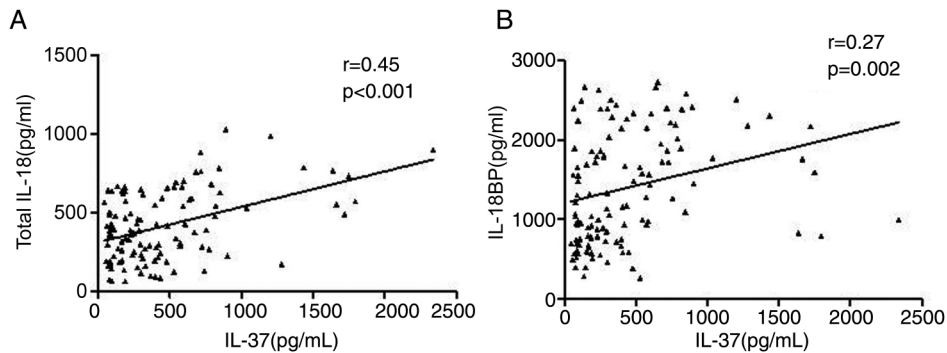 A
r=0.45
p<0.001
Total IL-18(pg/ml)
1500
1000
500
0
0 500 1000 1500 2000 2500
IL-37(pg/mL)
B
r=0.27
p=0.002
IL-18BP(pg/ml)
3000
2000
1000
0
0 500 1000 1500 2000 2500
IL-37(pg/mL)